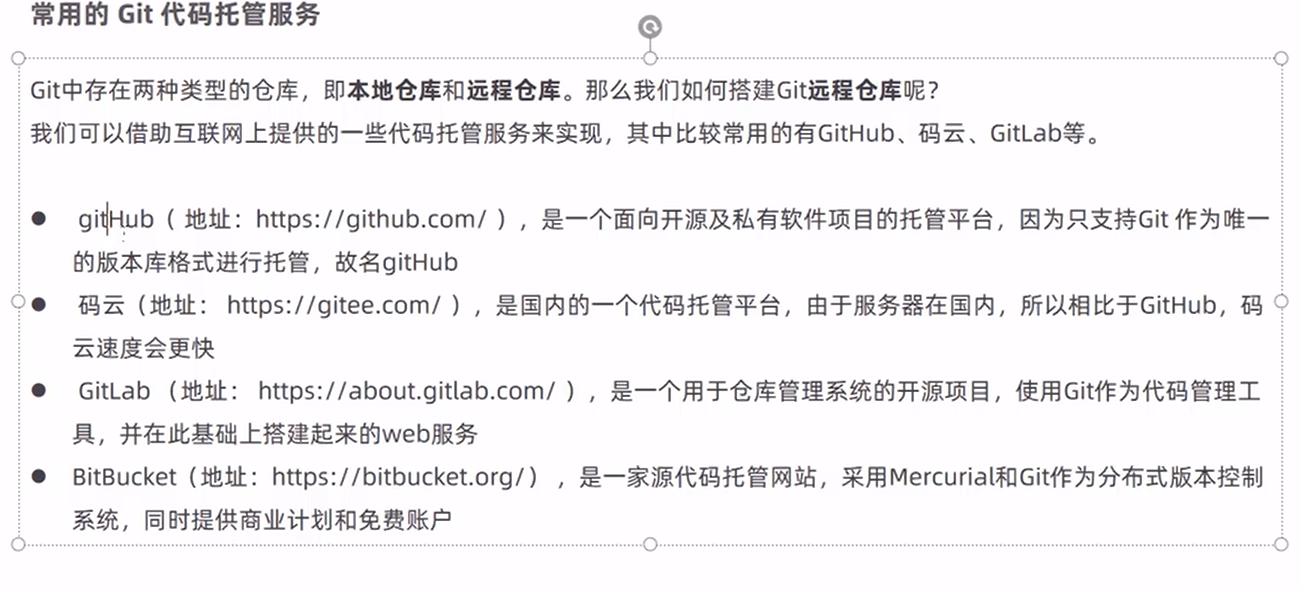 常用的 Git 代码托管服务
Git中存在两种类型的仓库，即本地仓库和远程仓库。那么我们如何搭建Git远程仓库呢？
我们可以借助互联网上提供的一些代码托管服务来实现，其中比较常用的有GitHub、码云、GitLab等。
● gitHub（ 地址：https://github.com/ ），是一个面向开源及私有软件项目的托管平台，因为只支持Git 作为唯一
的版本库格式进行托管，故名gitHub
● 码云（地址： https://gitee.com/ ），是国内的一个代码托管平台，由于服务器在国内，所以相比于GitHub，码
云速度会更快
● GitLab （地址： https://about.gitlab.com/ ），是一个用于仓库管理系统的开源项目，使用Git作为代码管理工
具，并在此基础上搭建起来的web服务
● BitBucket（地址：https://bitbucket.org/） ，是一家源代码托管网站，采用Mercurial和Git作为分布式版本控制
系统，同时提供商业计划和免费账户